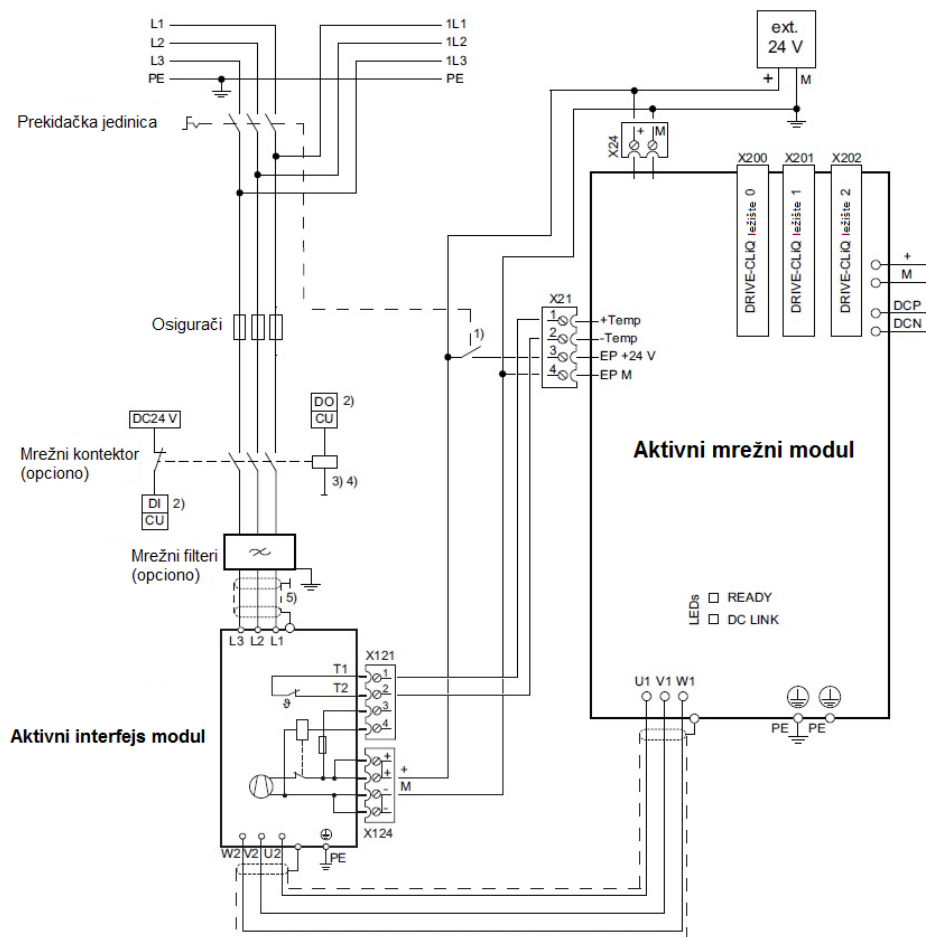 L1
L2
L3
PE
1L1
1L2
1L3
PE
ext.
24 V
+
M
Prekidačka jedinica
X24
+
M
X200
X201
X202
DRIVE-CLiQ ležište 0
DRIVE-CLiQ ležište 1
DRIVE-CLiQ ležište 2
+
M
DCP
DCN
Osigurači
1)
X21
1
2
3
4
+Temp
-Temp
EP +24 V
EP M
Aktivni mrežni modul
DC24 V
DO
CU
2)
Mrežni kontektor
(opciono)
3) 4)
DI
CU
2)
Mrežni filteri
(opciono)
5)
LEDs
READY
DC LINK
L3
L2
L1
X121
T1
T2
1
2
3
4
ϑ
Aktivni interfejs modul
+
+
-
-
+
M
X124
U1
V1
W1
PE
PE
W2
V2
U2
PE